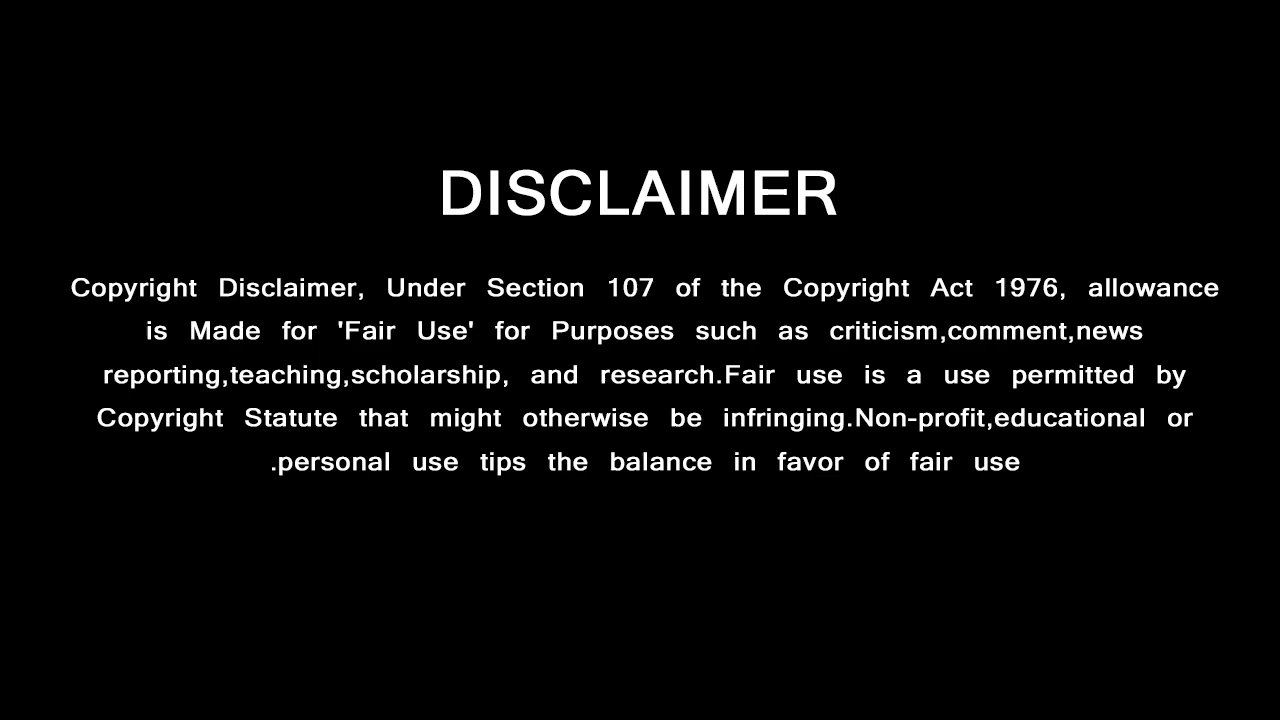 DISCLAIMER
Copyright Disclaimer, Under Section 107 of the Copyright Act 1976, allowance
is Made for 'Fair Use' for Purposes such as criticism,comment,news
reporting,teaching,scholarship, and research.Fair use is a use permitted by
Copyright Statute that might otherwise be infringing.Non-profit,educational or
.personal use tips the balance in favor of fair use